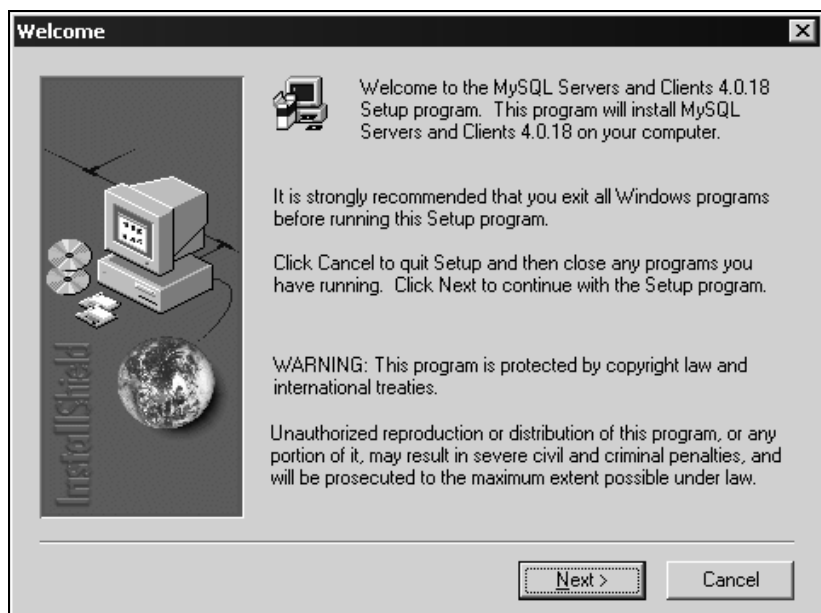 Welcome
Welcome to the MySQL Servers and Clients 4.0.18
Setup program. This program will install MySQL
Servers and Clients 4.0.18 on your computer.
It is strongly recommended that you exit all Windows programs
before running this Setup program.
Click Cancel to quit Setup and then close any programs you
have running. Click Next to continue with the Setup program.
WARNING: This program is protected by copyright law and
international treaties.
Unauthorized reproduction or distribution of this program, or any
portion of it, may result in severe civil and criminal penalties, and
will be prosecuted to the maximum extent possible under law.
InstallShield
Next >
Cancel